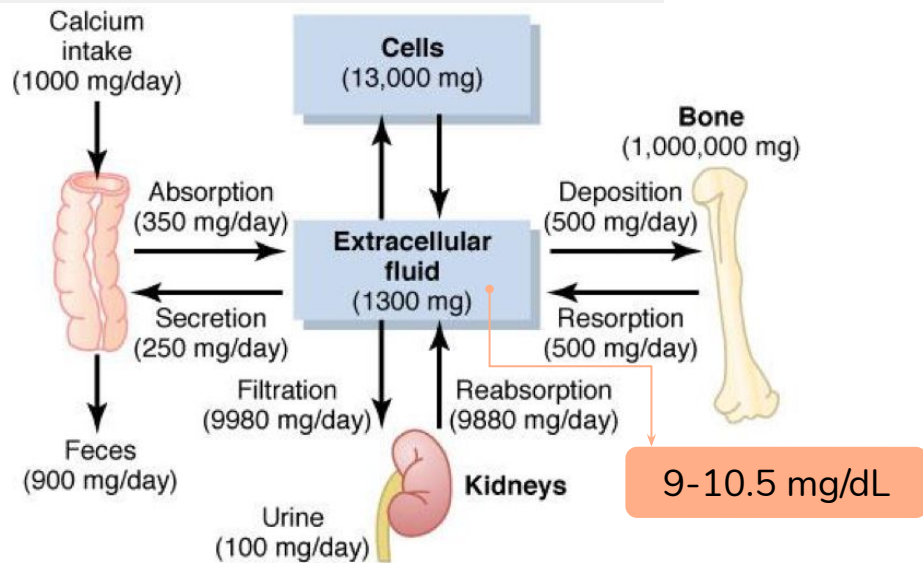 Calcium
intake
(1000 mg/day)
Cells
(13,000 mg)
Bone
(1,000,000 mg)
Absorption
(350 mg/day)
Deposition
(500 mg/day)
Extracellular
fluid
(1300 mg)
Secretion
(250 mg/day)
Resorption
(500 mg/day)
Filtration
(9980 mg/day)
Reabsorption
(9880 mg/day)
Feces
(900 mg/day)
Kidneys
9-10.5 mg/dL
Urine
(100 mg/day)